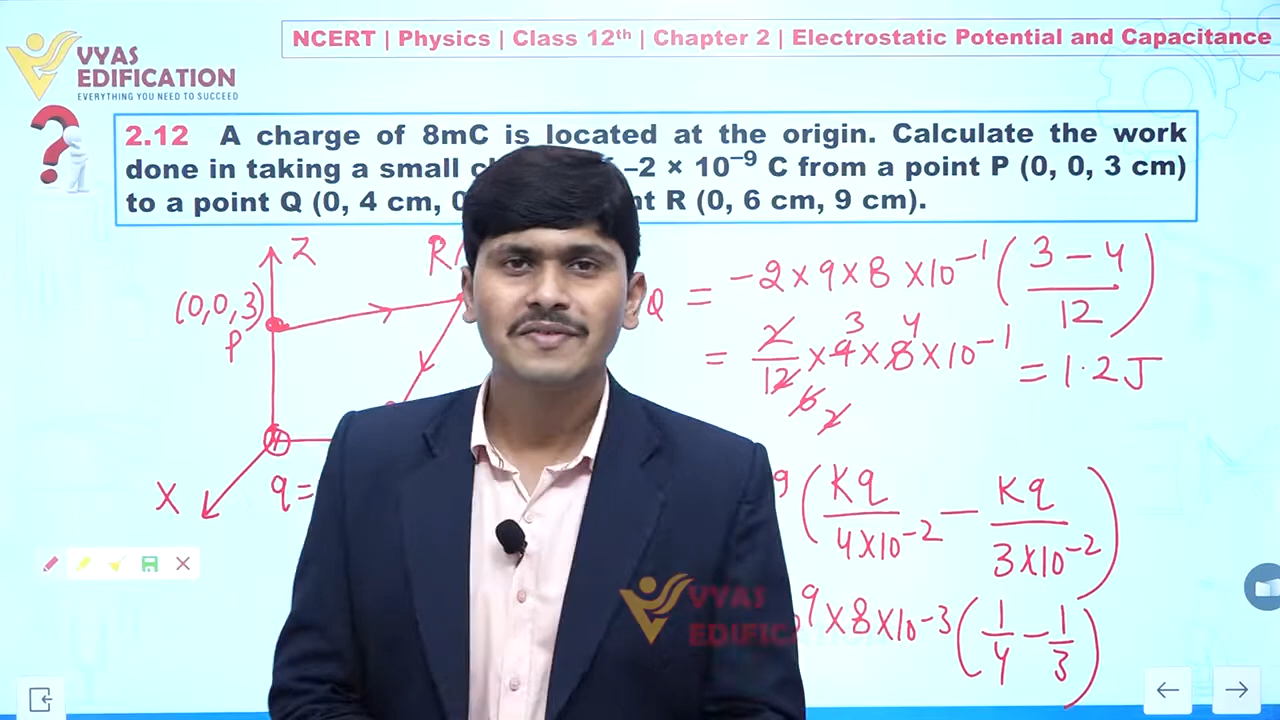 VYAS
EDIFICATION
EVERYTHING YOU NEED TO SUCCEED
NCERT | Physics | Class 12th | Chapter 2 | Electrostatic Potential and Capacitance
2.12 A charge of 8mC is located at the origin. Calculate the work
done in taking a small –2 × 10⁻⁹ C from a point P (0, 0, 3 cm)
to a point Q (0, 4 cm, R (0, 6 cm, 9 cm).
Z
R
(0,0,3)
P
X
q =
Q = -2×9×8×10⁻¹ (3-4/12)
= 2/12 ×9×8×10⁻¹ = 1.2 J
3 4
6
2
9 (Kq/4×10⁻² - Kq/3×10⁻²)
9×8×10⁻³ (1/4 - 1/3)
VYAS